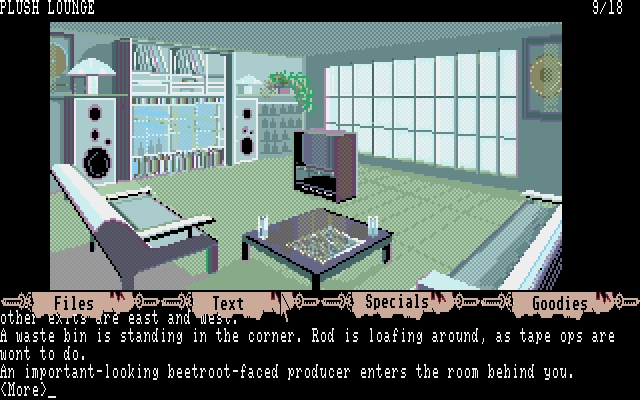 PLUSH LOUNGE 9/18
Files Text Specials Goodies
other exits are east and west.
A waste bin is standing in the corner. Rod is loafing around, as tape ops are
wont to do.
An important-looking beetroot-faced producer enters the room behind you.
<More>_